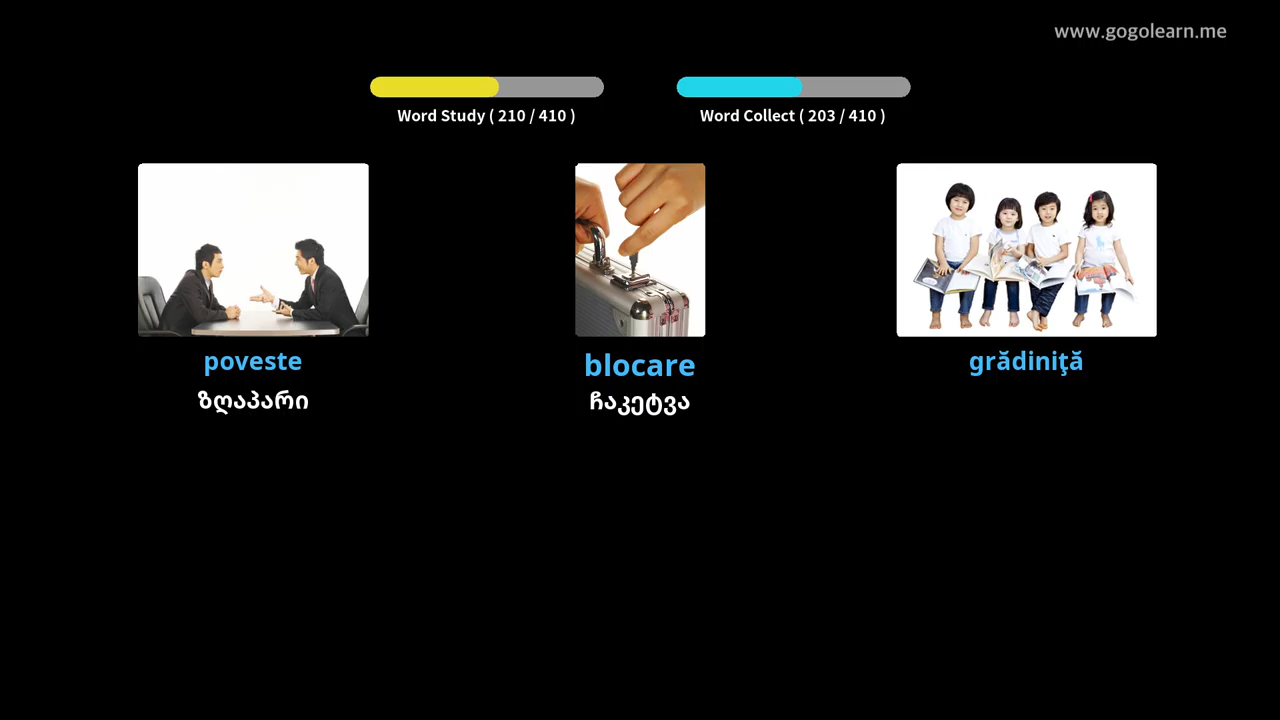 www.gogolearn.me
Word Study ( 210 / 410 )
Word Collect ( 203 / 410 )
poveste
ზღაპარი
blocare
ჩაკეტვა
grădiniţă